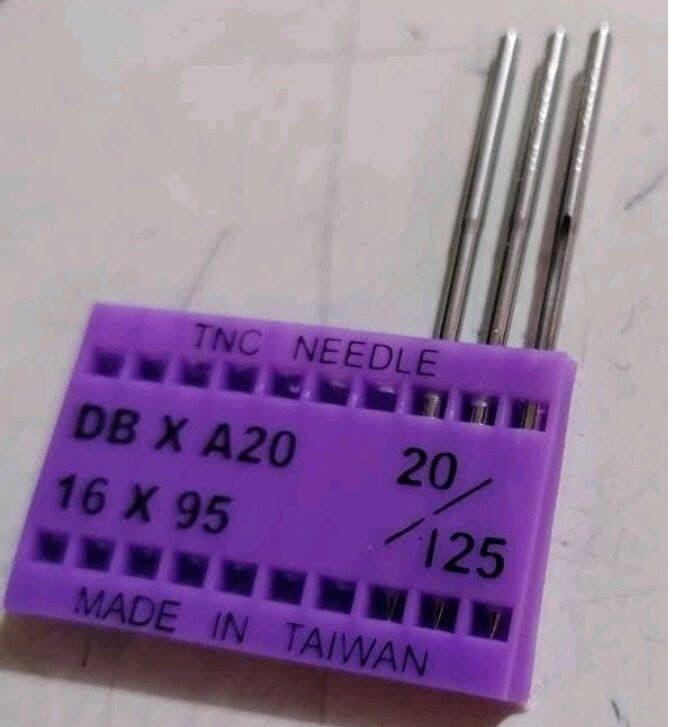 TNC NEEDLE
DB X A20
16 X 95
20/125
MADE IN TAIWAN